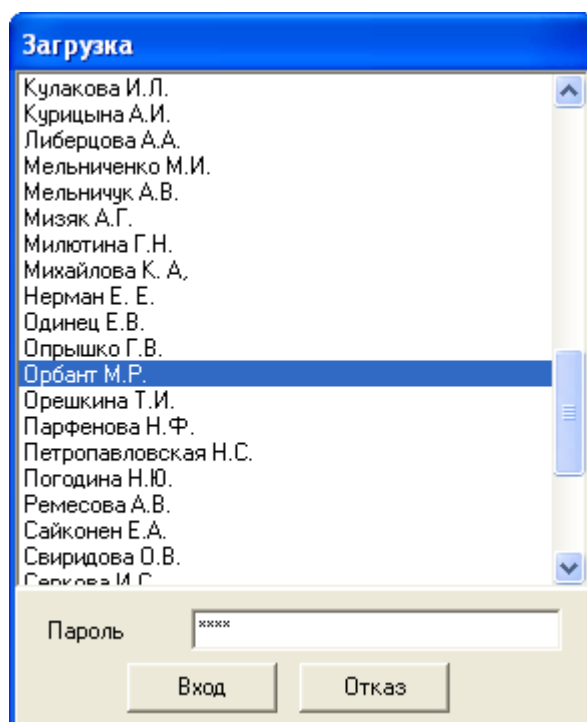 Загрузка
Кулакова И.Л.
Курицына А.И.
Либерцова А.А.
Мельниченко М.И.
Мельничук А.В.
Мизяк А.Г.
Милютина Г.Н.
Михайлова К. А,
Нерман Е. Е.
Одинец Е.В.
Опрышко Г.В.
Орбант М.Р.
Орешкина Т.И.
Парфенова Н.Ф.
Петропавловская Н.С.
Погодина Н.Ю.
Ремесова А.В.
Сайконен Е.А.
Свиридова О.В.
Серкова И.С.
Пароль ****
Вход Отказ